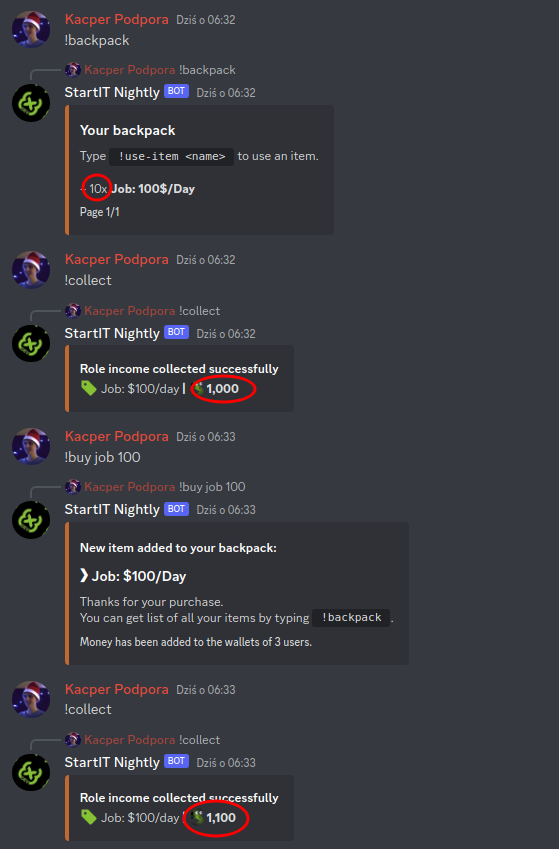 Kacper Podpora Dziś o 06:32
!backpack
Kacper Podpora !backpack
StartIT Nightly BOT Dziś o 06:32
Your backpack
Type !use-item <name> to use an item.
- 10x Job: 100$/Day
Page 1/1
Kacper Podpora Dziś o 06:32
!collect
Kacper Podpora !collect
StartIT Nightly BOT Dziś o 06:32
Role income collected successfully
Job: $100/day | 1,000
Kacper Podpora Dziś o 06:33
!buy job 100
Kacper Podpora !buy job 100
StartIT Nightly BOT Dziś o 06:33
New item added to your backpack:
❯ Job: $100/Day
Thanks for your purchase.
You can get list of all your items by typing !backpack .
Money has been added to the wallets of 3 users.
Kacper Podpora Dziś o 06:33
!collect
Kacper Podpora !collect
StartIT Nightly BOT Dziś o 06:33
Role income collected successfully
Job: $100/day | 1,100